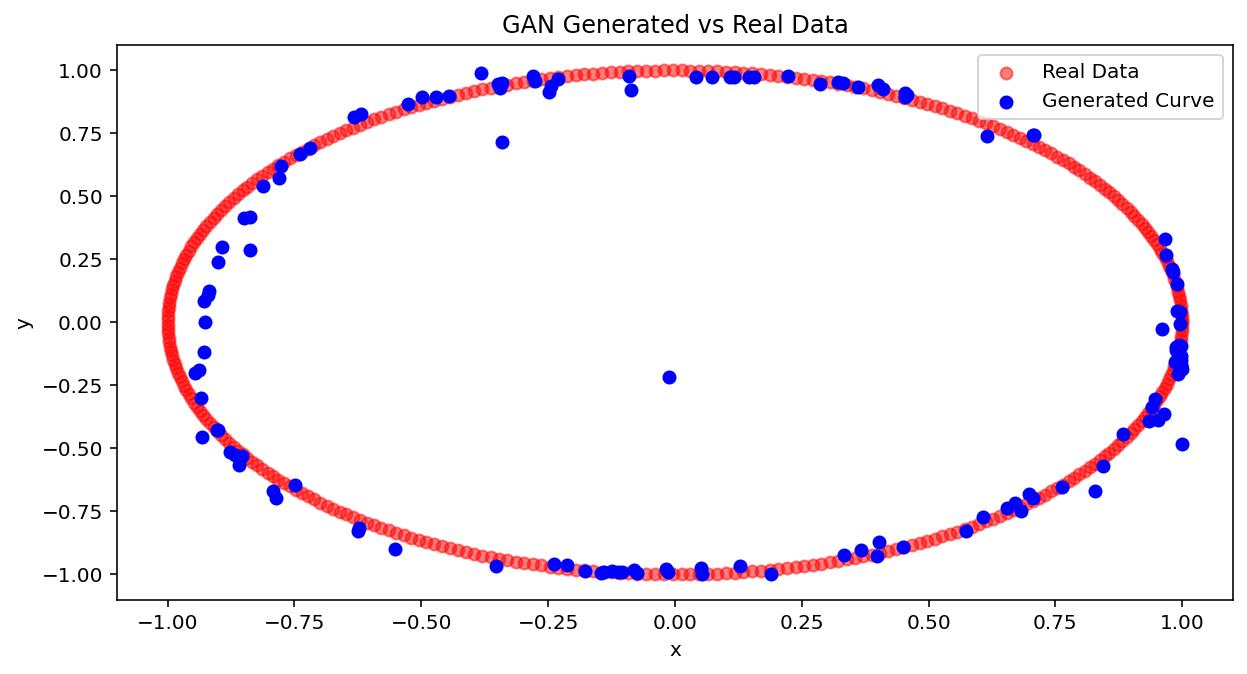 GAN Generated vs Real Data
1.00
0.75
0.50
0.25
0.00
−0.25
−0.50
−0.75
−1.00
y
Real Data
Generated Curve
−1.00 −0.75 −0.50 −0.25 0.00 0.25 0.50 0.75 1.00
x